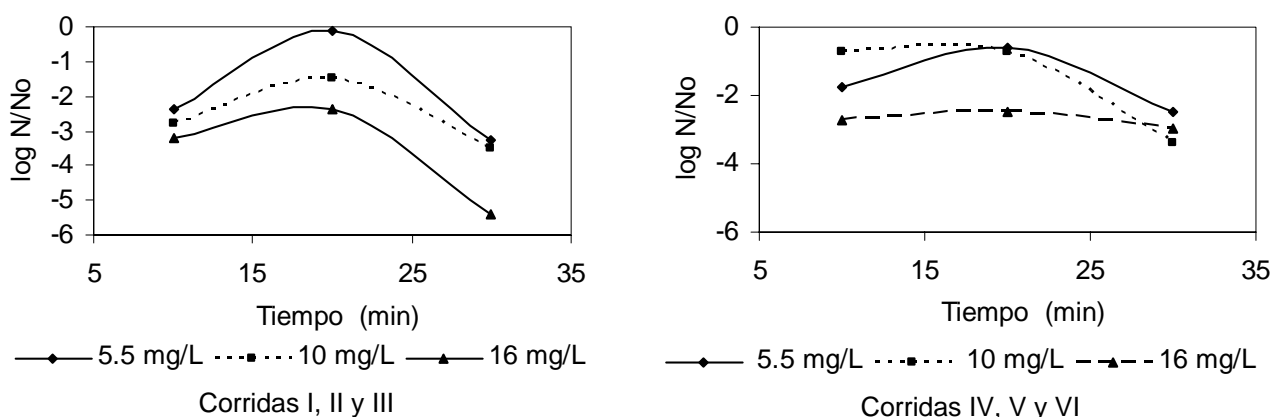 log N/No
0
-1
-2
-3
-4
-5
-6
5 15 25 35
Tiempo (min)
5.5 mg/L 10 mg/L 16 mg/L
Corridas I, II y III
log N/No
0
-2
-4
-6
5 15 25 35
Tiempo (min)
5.5 mg/L 10 mg/L 16 mg/L
Corridas IV, V y VI